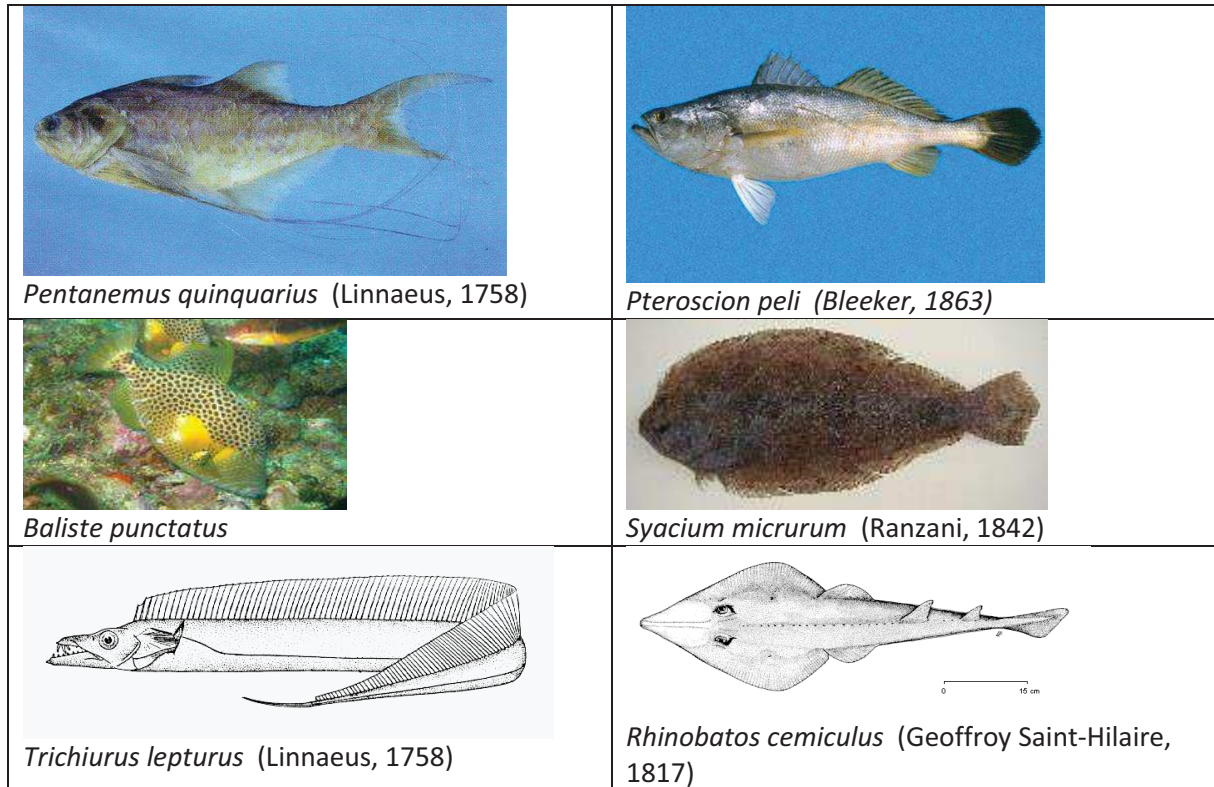 Pentanemus quinquarius (Linnaeus, 1758)
Pteroscion peli (Bleeker, 1863)
Baliste punctatus
Syacium micrurum (Ranzani, 1842)
Trichiurus lepturus (Linnaeus, 1758)
0 15 cm
Rhinobatos cemiculus (Geoffroy Saint-Hilaire,
1817)